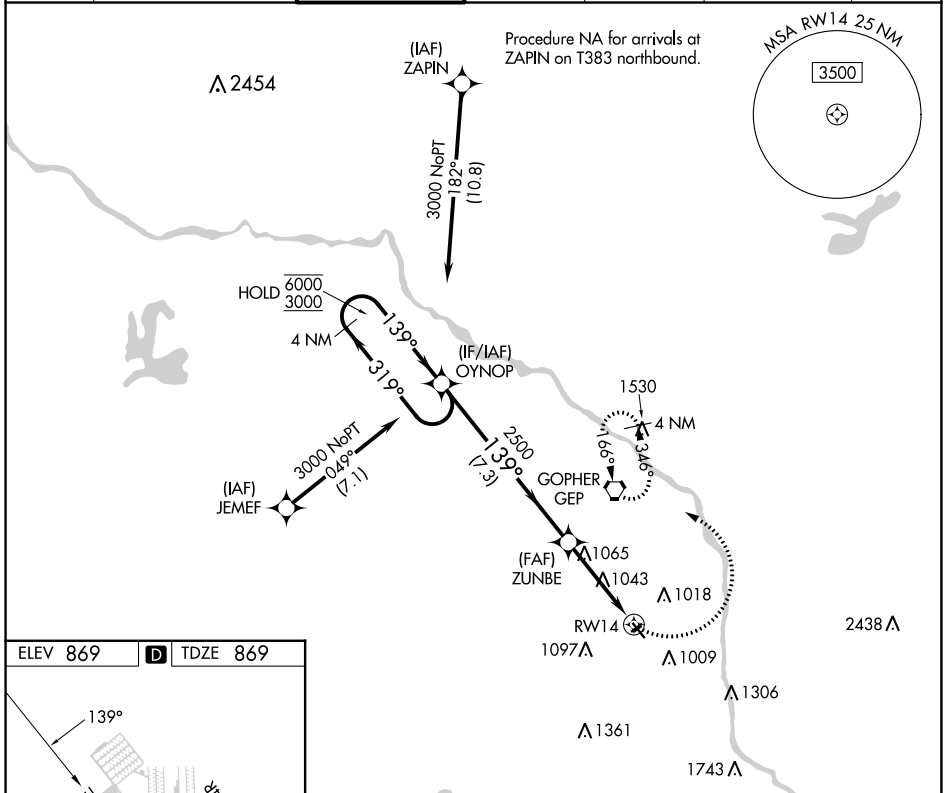 (IAF)
ZAPIN
Procedure NA for arrivals at
ZAPIN on T383 northbound.
MSA RW14 25 NM
3500
2454
3000 NoPT
182°
(10.8)
HOLD 6000
3000
4 NM
139°
319°
(IF/IAF)
OYNOP
3000 NoPT
049°
(7.1)
(IAF)
JEMEF
2500
139°
(7.3)
1530
4 NM
166°
346°
GOPHER
GEP
(FAF)
ZUNBE
1065
1043
1018
RW14
2438
1097
1009
1306
1361
1743
ELEV 869 D TDZE 869
139°